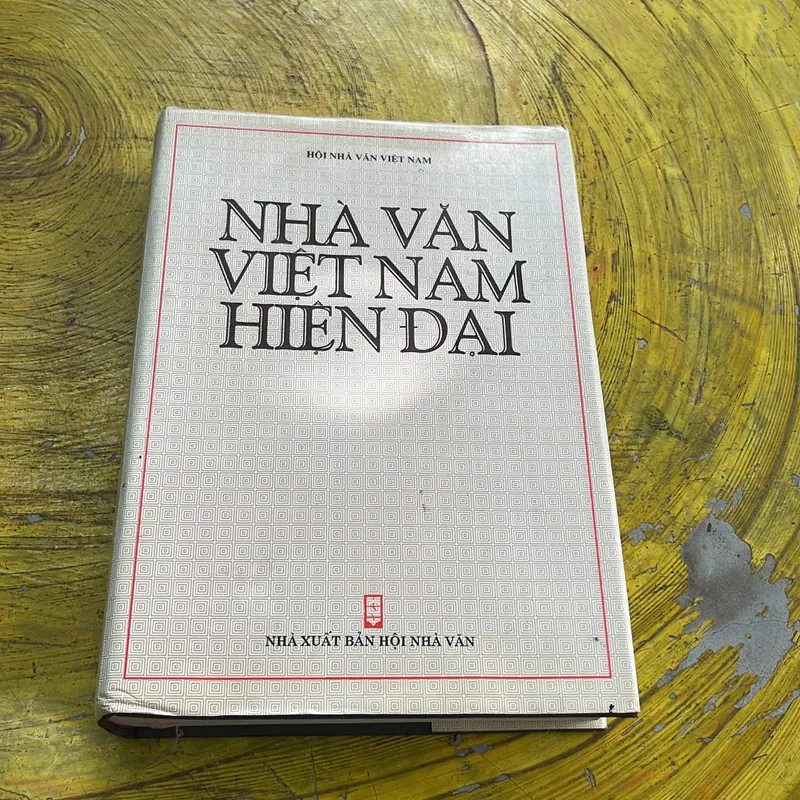 HỘI NHÀ VĂN VIỆT NAM
NHÀ VĂN
VIỆT NAM
HIỆN ĐẠI
NHÀ XUẤT BẢN HỘI NHÀ VĂN